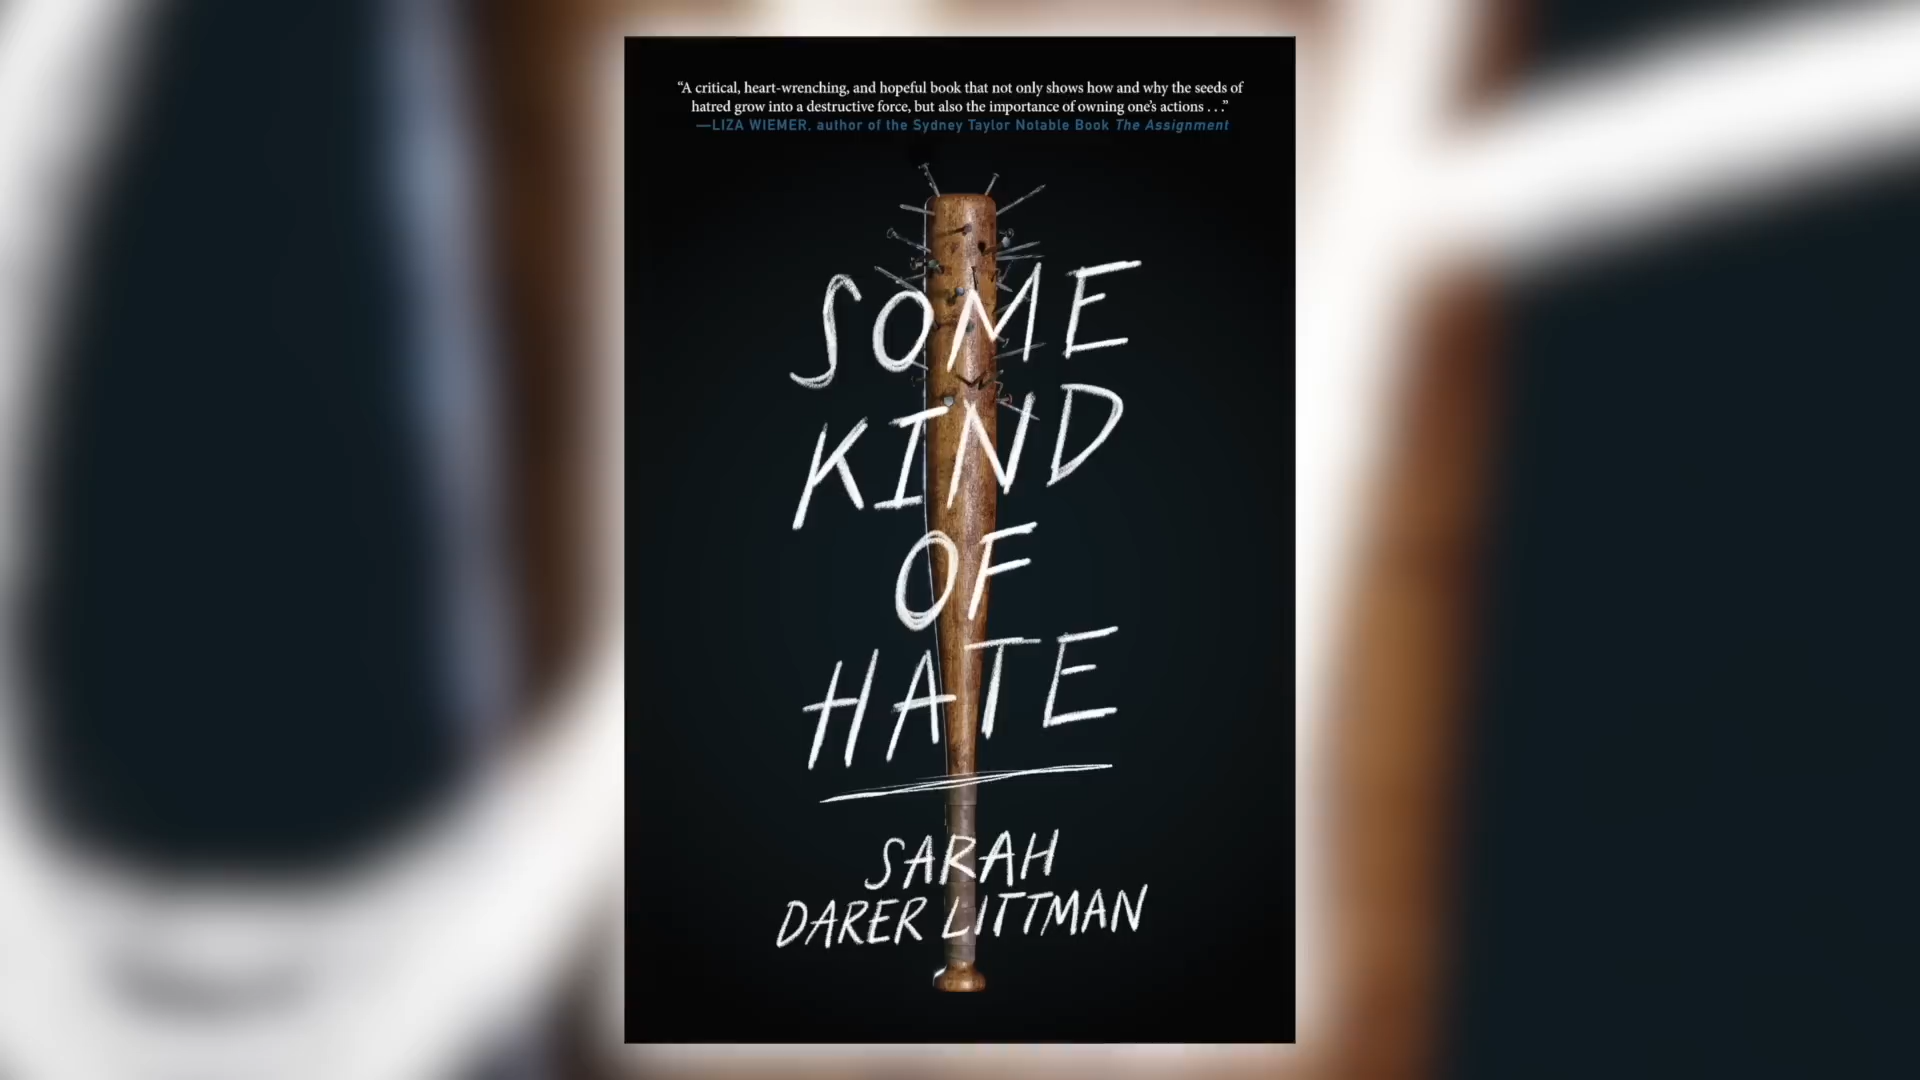 “A critical, heart-wrenching, and hopeful book that not only shows how and why the seeds of
hatred grow into a destructive force, but also the importance of owning one’s actions . . .”
—LIZA WIEMER, author of the Sydney Taylor Notable Book The Assignment
SOME
KIND
OF
HATE
SARAH
DARER LITTMAN